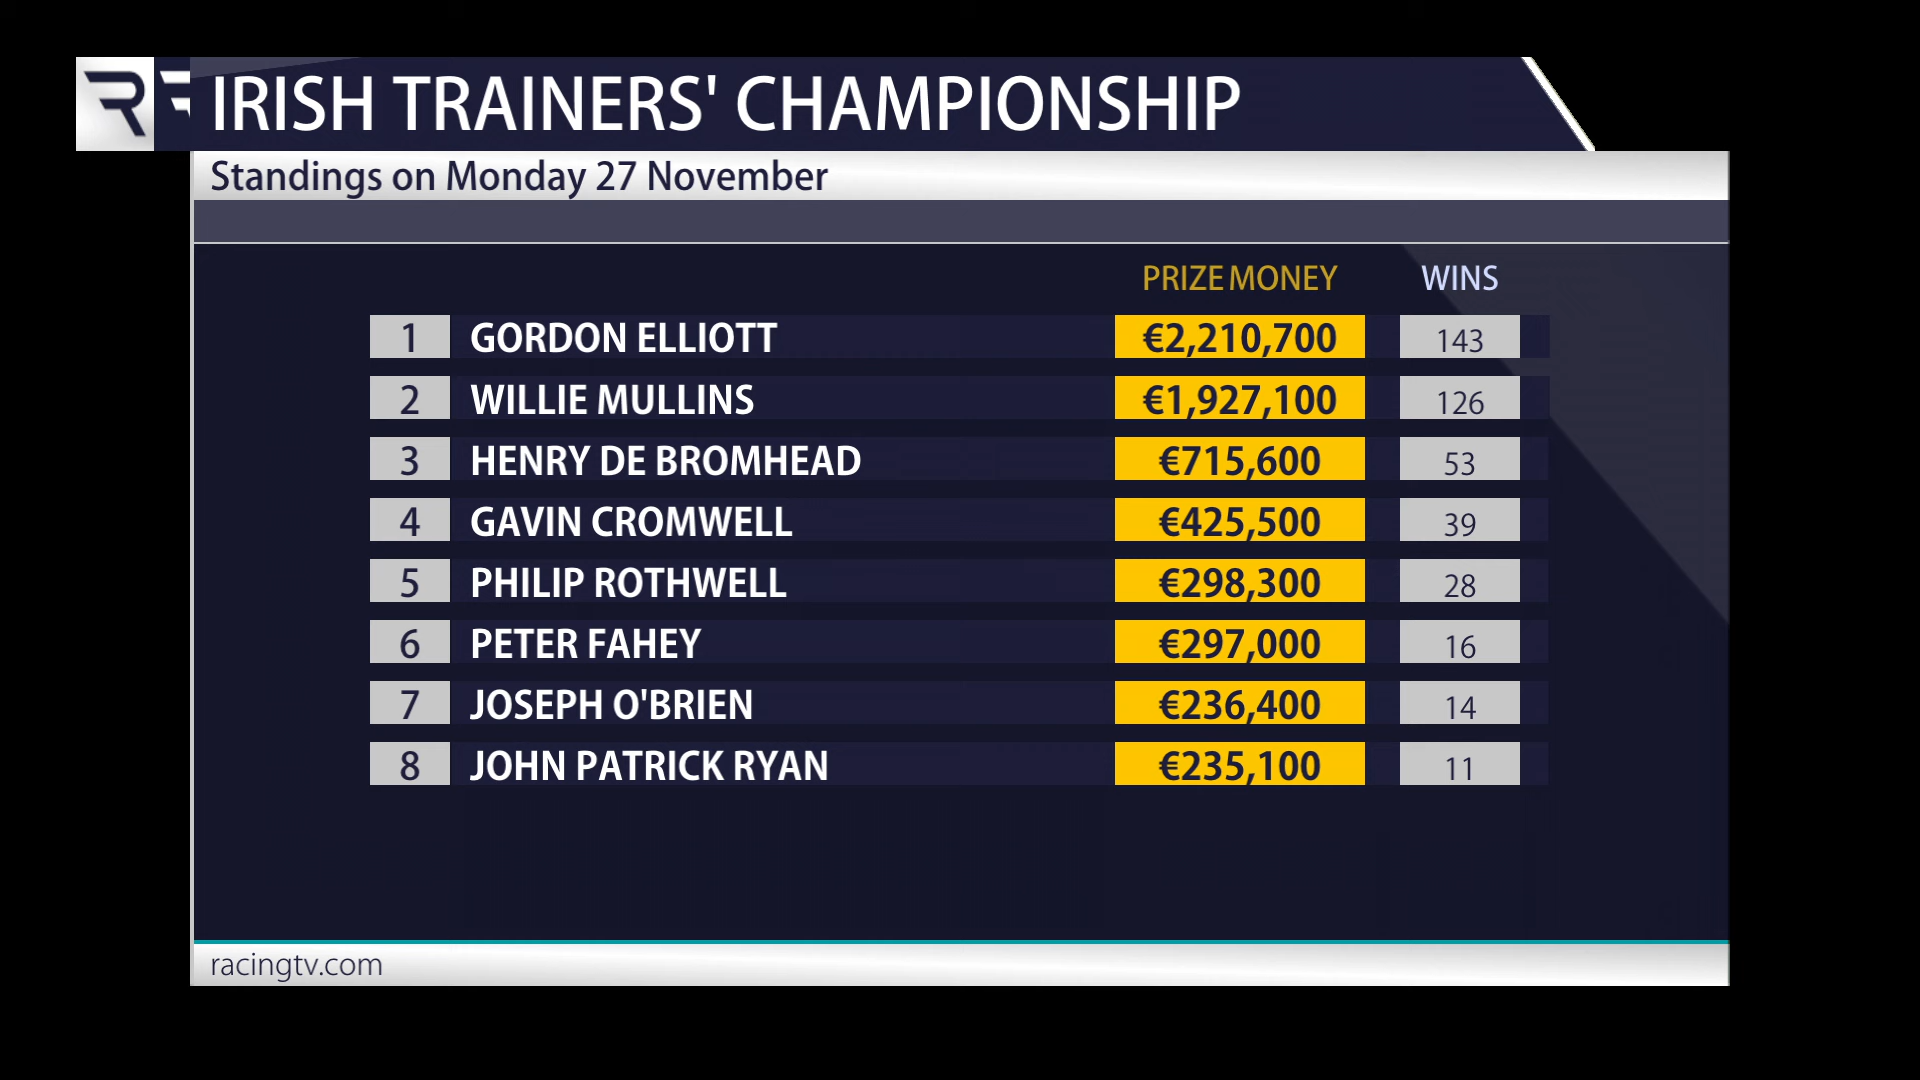 IRISH TRAINERS' CHAMPIONSHIP
Standings on Monday 27 November
PRIZE MONEY WINS
1 GORDON ELLIOTT €2,210,700 143
2 WILLIE MULLINS €1,927,100 126
3 HENRY DE BROMHEAD €715,600 53
4 GAVIN CROMWELL €425,500 39
5 PHILIP ROTHWELL €298,300 28
6 PETER FAHEY €297,000 16
7 JOSEPH O'BRIEN €236,400 14
8 JOHN PATRICK RYAN €235,100 11
racingtv.com